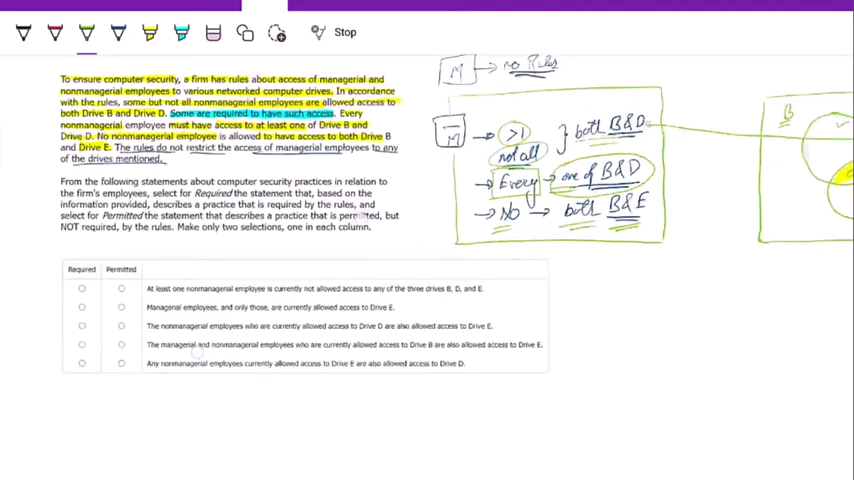 Stop
To ensure computer security, a firm has rules about access of managerial and
nonmanagerial employees to various networked computer drives. In accordance
with the rules, some but not all nonmanagerial employees are allowed access to
both Drive B and Drive D. Some are required to have such access. Every
nonmanagerial employee must have access to at least one of Drive B and
Drive D. No nonmanagerial employee is allowed to have access to both Drive B
and Drive E. The rules do not restrict the access of managerial employees to any
of the drives mentioned.
From the following statements about computer security practices in relation to
the firm's employees, select for Required the statement that, based on the
information provided, describes a practice that is required by the rules, and
select for Permitted the statement that describes a practice that is permitted, but
NOT required, by the rules. Make only two selections, one in each column.
Required Permitted
At least one nonmanagerial employee is currently not allowed access to any of the three drives B, D, and E.
Managerial employees, and only those, are currently allowed access to Drive E.
The nonmanagerial employees who are currently allowed access to Drive D are also allowed access to Drive E.
The managerial and nonmanagerial employees who are currently allowed access to Drive B are also allowed access to Drive E.
Any nonmanagerial employees currently allowed access to Drive E are also allowed access to Drive D.
M → no Rules
M → >1 } both B&D
not all
→ Every → one of B&D
→ No → both B&E
B